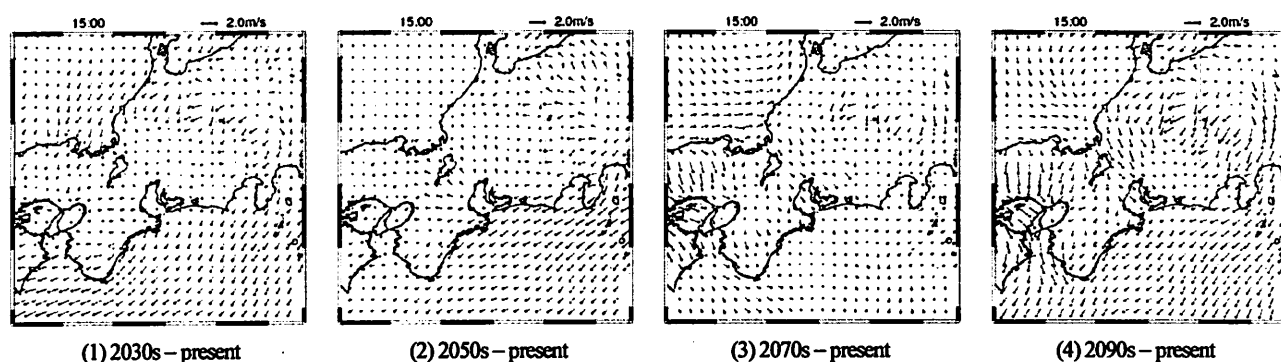 15:00 2.0m/s 15:00 2.0m/s 15:00 2.0m/s 15:00 2.0m/s
(1) 2030s – present (2) 2050s – present (3) 2070s – present (4) 2090s – present